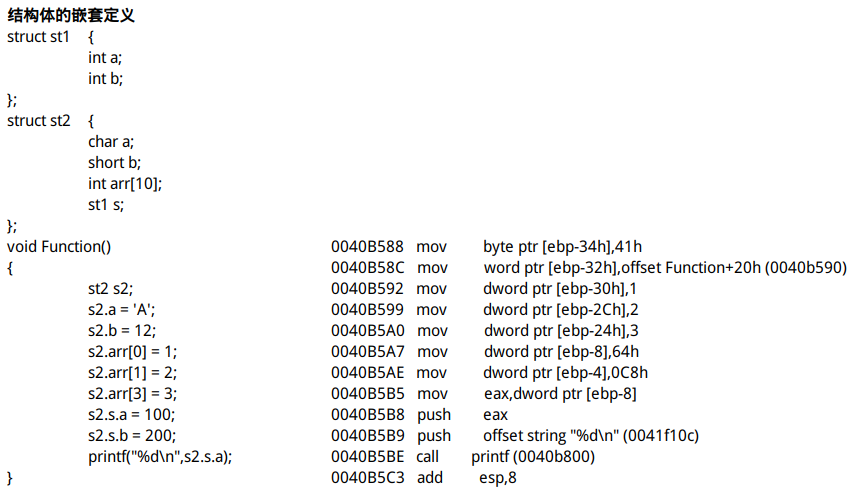 结构体的嵌套定义
struct st1 {
int a;
int b;
};
struct st2 {
char a;
short b;
int arr[10];
st1 s;
};
void Function() 0040B588 mov byte ptr [ebp-34h],41h
{ 0040B58C mov word ptr [ebp-32h],offset Function+20h (0040b590)
st2 s2; 0040B592 mov dword ptr [ebp-30h],1
s2.a = 'A'; 0040B599 mov dword ptr [ebp-2Ch],2
s2.b = 12; 0040B5A0 mov dword ptr [ebp-24h],3
s2.arr[0] = 1; 0040B5A7 mov dword ptr [ebp-8],64h
s2.arr[1] = 2; 0040B5AE mov dword ptr [ebp-4],0C8h
s2.arr[3] = 3; 0040B5B5 mov eax,dword ptr [ebp-8]
s2.s.a = 100; 0040B5B8 push eax
s2.s.b = 200; 0040B5B9 push offset string "%d\n" (0041f10c)
printf("%d\n",s2.s.a); 0040B5BE call printf (0040b800)
} 0040B5C3 add esp,8